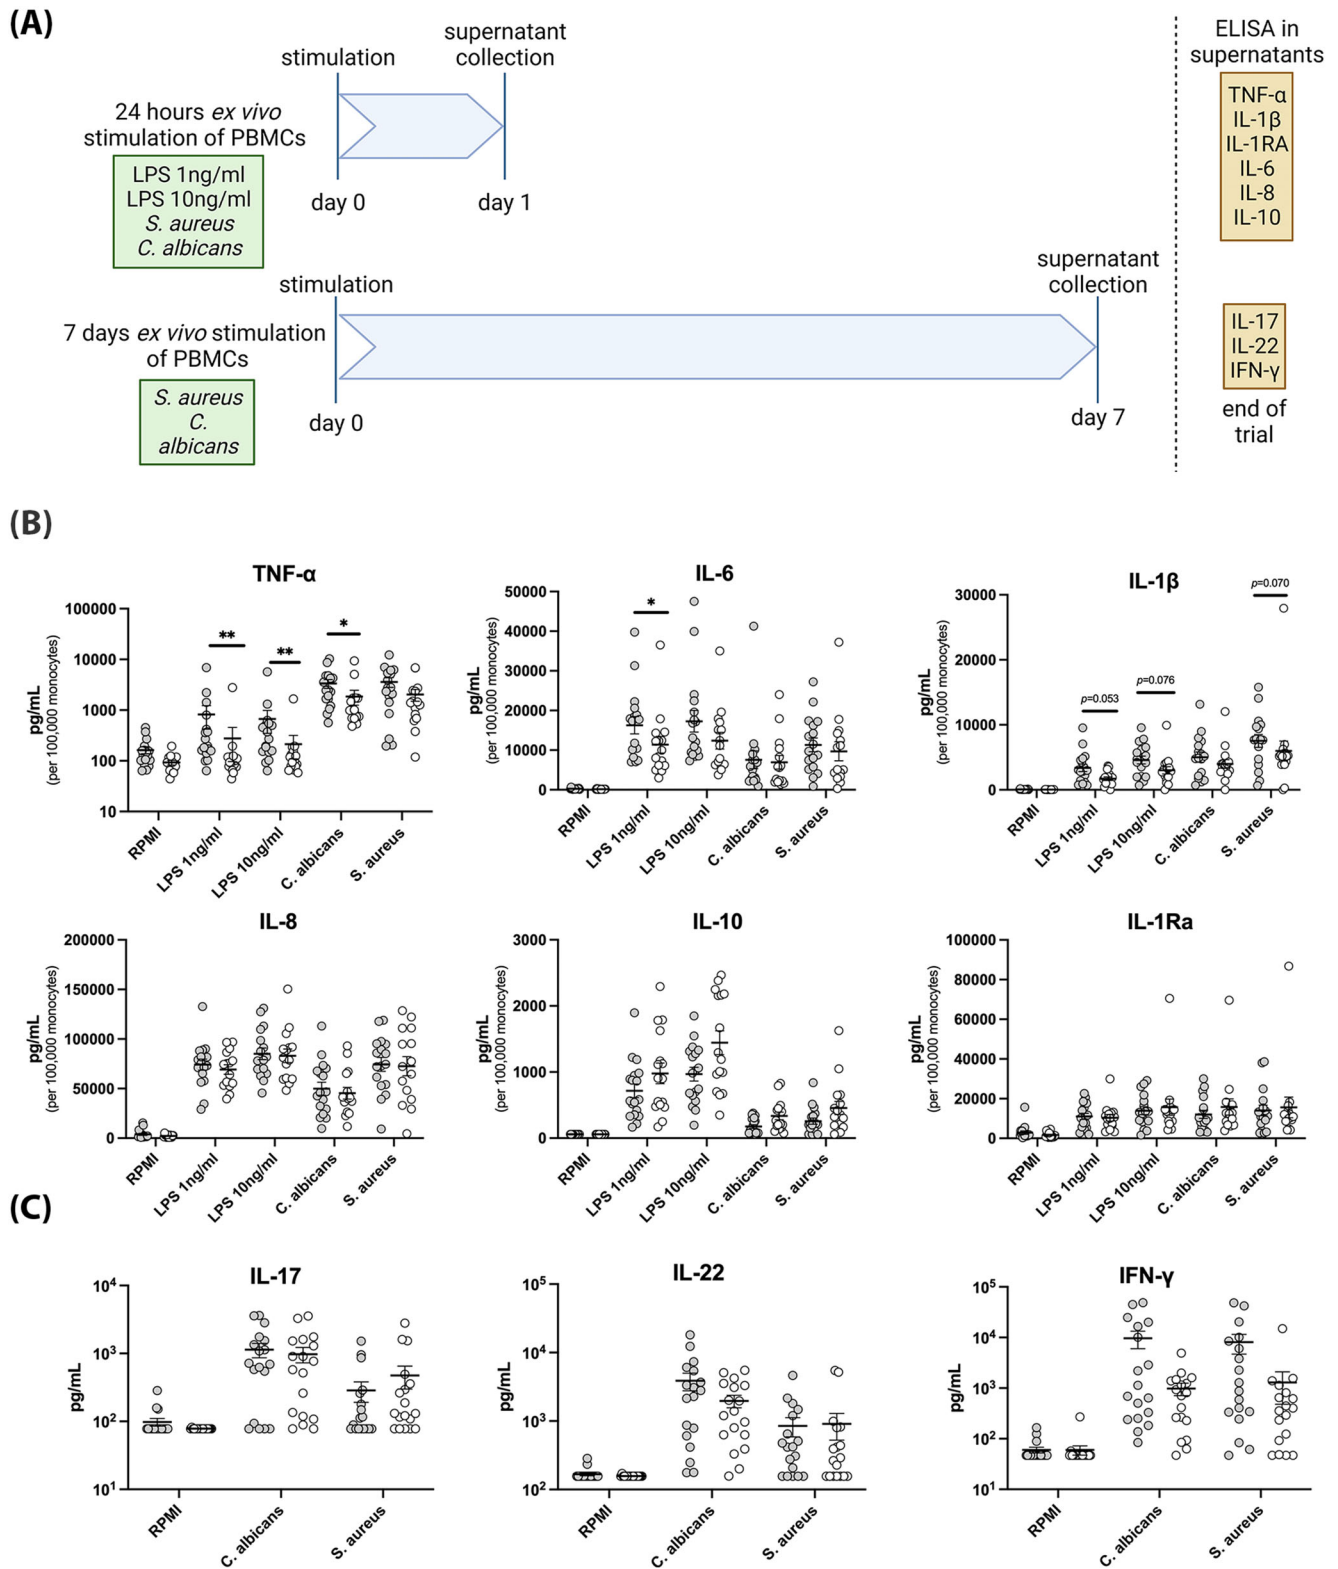 (A)
stimulation
supernatant
collection
ELISA in
supernatants
24 hours ex vivo
stimulation of PBMCs
LPS 1ng/ml
LPS 10ng/ml
S. aureus
C. albicans
day 0
day 1
TNF-α
IL-1β
IL-1RA
IL-6
IL-8
IL-10
stimulation
supernatant
collection
7 days ex vivo stimulation
of PBMCs
S. aureus
C.
albicans
day 0
day 7
IL-17
IL-22
IFN-γ
end of
trial
(B)
TNF-α
pg/mL
(per 100,000 monocytes)
100000
10000
1000
100
10
**
**
*
RPMI
LPS 1ng/ml
LPS 10ng/ml
C. albicans
S. aureus
IL-6
pg/mL
(per 100,000 monocytes)
50000
40000
30000
20000
10000
0
*
RPMI
LPS 1ng/ml
LPS 10ng/ml
C. albicans
S. aureus
IL-1β
pg/mL
(per 100,000 monocytes)
30000
20000
10000
0
p=0.053
p=0.076
p=0.070
RPMI
LPS 1ng/ml
LPS 10ng/ml
C. albicans
S. aureus
IL-8
pg/mL
(per 100,000 monocytes)
200000
150000
100000
50000
0
RPMI
LPS 1ng/ml
LPS 10ng/ml
C. albicans
S. aureus
IL-10
pg/mL
(per 100,000 monocytes)
3000
2000
1000
0
RPMI
LPS 1ng/ml
LPS 10ng/ml
C. albicans
S. aureus
IL-1Ra
pg/mL
(per 100,000 monocytes)
100000
80000
60000
40000
20000
0
RPMI
LPS 1ng/ml
LPS 10ng/ml
C. albicans
S. aureus
(C)
IL-17
pg/mL
10⁴
10³
10²
10¹
RPMI
C. albicans
S. aureus
IL-22
pg/mL
10⁵
10⁴
10³
10²
RPMI
C. albicans
S. aureus
IFN-γ
pg/mL
10⁵
10⁴
10³
10²
10¹
RPMI
C. albicans
S. aureus